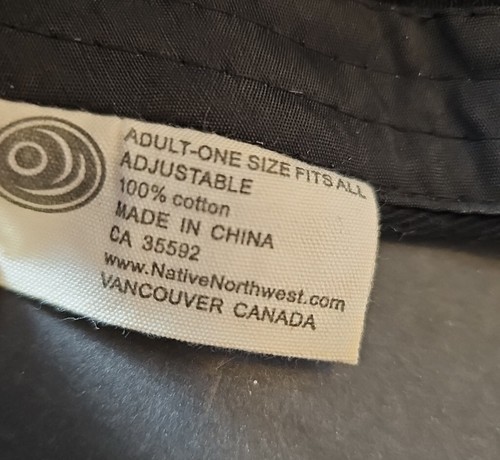 ADULT-ONE SIZE FITS ALL
ADJUSTABLE
100% cotton
MADE IN CHINA
CA 35592
www.NativeNorthwest.com
VANCOUVER CANADA